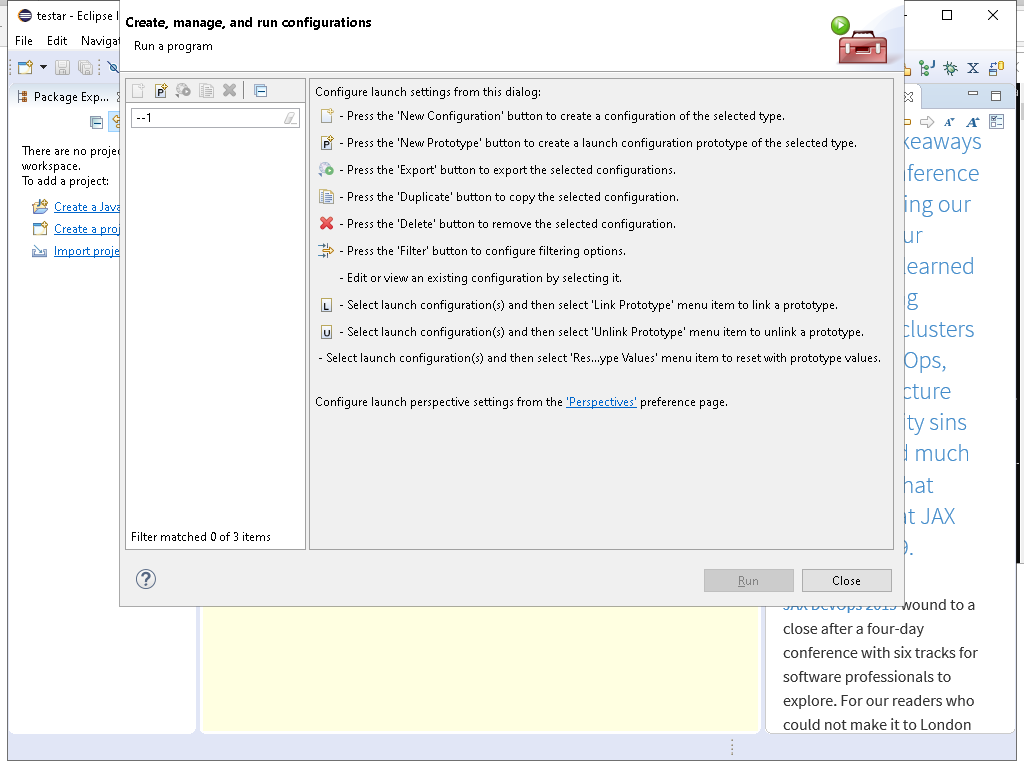 testar - Eclipse I
File Edit Navigat
Package Exp...
There are no proje
workspace.
To add a project:
Create a Java
Create a proj
Import proje
Create, manage, and run configurations
Run a program
--1
Filter matched 0 of 3 items
Configure launch settings from this dialog:
- Press the 'New Configuration' button to create a configuration of the selected type.
- Press the 'New Prototype' button to create a launch configuration prototype of the selected type.
- Press the 'Export' button to export the selected configurations.
- Press the 'Duplicate' button to copy the selected configuration.
- Press the 'Delete' button to remove the selected configuration.
- Press the 'Filter' button to configure filtering options.
- Edit or view an existing configuration by selecting it.
L - Select launch configuration(s) and then select 'Link Prototype' menu item to link a prototype.
U - Select launch configuration(s) and then select 'Unlink Prototype' menu item to unlink a prototype.
- Select launch configuration(s) and then select 'Res...ype Values' menu item to reset with prototype values.
Configure launch perspective settings from the 'Perspectives' preference page.
Run Close
keaways
ference
ing our
ur
learned
g
clusters
Ops,
cture
ity sins
d much
hat
at JAX
9.
JAX DevOps 2019 wound to a
close after a four-day
conference with six tracks for
software professionals to
explore. For our readers who
could not make it to London